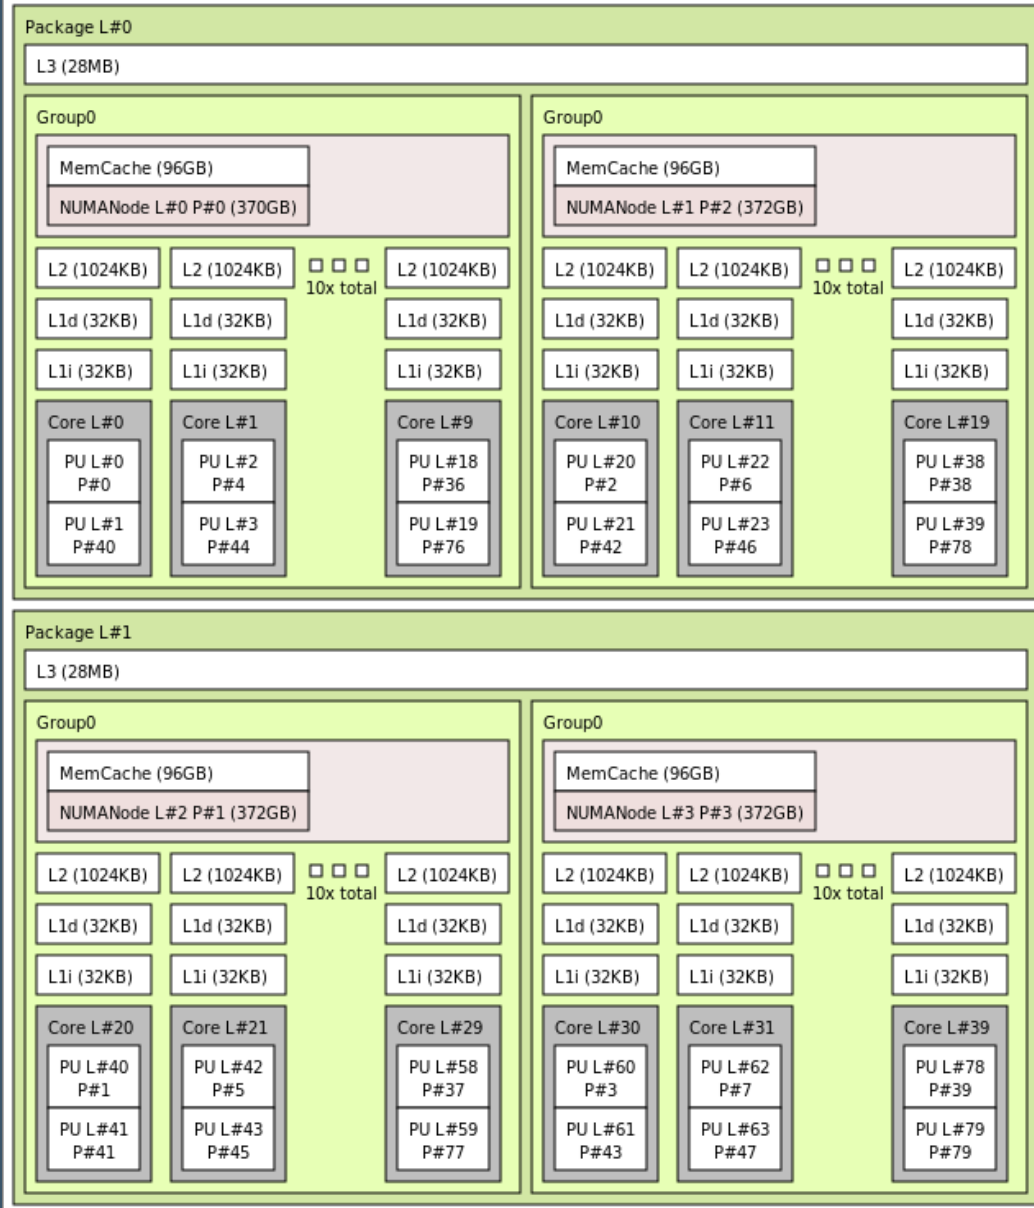 Package L#0
L3 (28MB)
Group0
MemCache (96GB)
NUMANode L#0 P#0 (370GB)
L2 (1024KB) L2 (1024KB) 10x total L2 (1024KB)
L1d (32KB) L1d (32KB) L1d (32KB)
L1i (32KB) L1i (32KB) L1i (32KB)
Core L#0 Core L#1 Core L#9
PU L#0 PU L#2 PU L#18
P#0 P#4 P#36
PU L#1 PU L#3 PU L#19
P#40 P#44 P#76
Group0
MemCache (96GB)
NUMANode L#1 P#2 (372GB)
L2 (1024KB) L2 (1024KB) 10x total L2 (1024KB)
L1d (32KB) L1d (32KB) L1d (32KB)
L1i (32KB) L1i (32KB) L1i (32KB)
Core L#10 Core L#11 Core L#19
PU L#20 PU L#22 PU L#38
P#2 P#6 P#38
PU L#21 PU L#23 PU L#39
P#42 P#46 P#78
Package L#1
L3 (28MB)
Group0
MemCache (96GB)
NUMANode L#2 P#1 (372GB)
L2 (1024KB) L2 (1024KB) 10x total L2 (1024KB)
L1d (32KB) L1d (32KB) L1d (32KB)
L1i (32KB) L1i (32KB) L1i (32KB)
Core L#20 Core L#21 Core L#29
PU L#40 PU L#42 PU L#58
P#1 P#5 P#37
PU L#41 PU L#43 PU L#59
P#41 P#45 P#77
Group0
MemCache (96GB)
NUMANode L#3 P#3 (372GB)
L2 (1024KB) L2 (1024KB) 10x total L2 (1024KB)
L1d (32KB) L1d (32KB) L1d (32KB)
L1i (32KB) L1i (32KB) L1i (32KB)
Core L#30 Core L#31 Core L#39
PU L#60 PU L#62 PU L#78
P#3 P#7 P#39
PU L#61 PU L#63 PU L#79
P#43 P#47 P#79